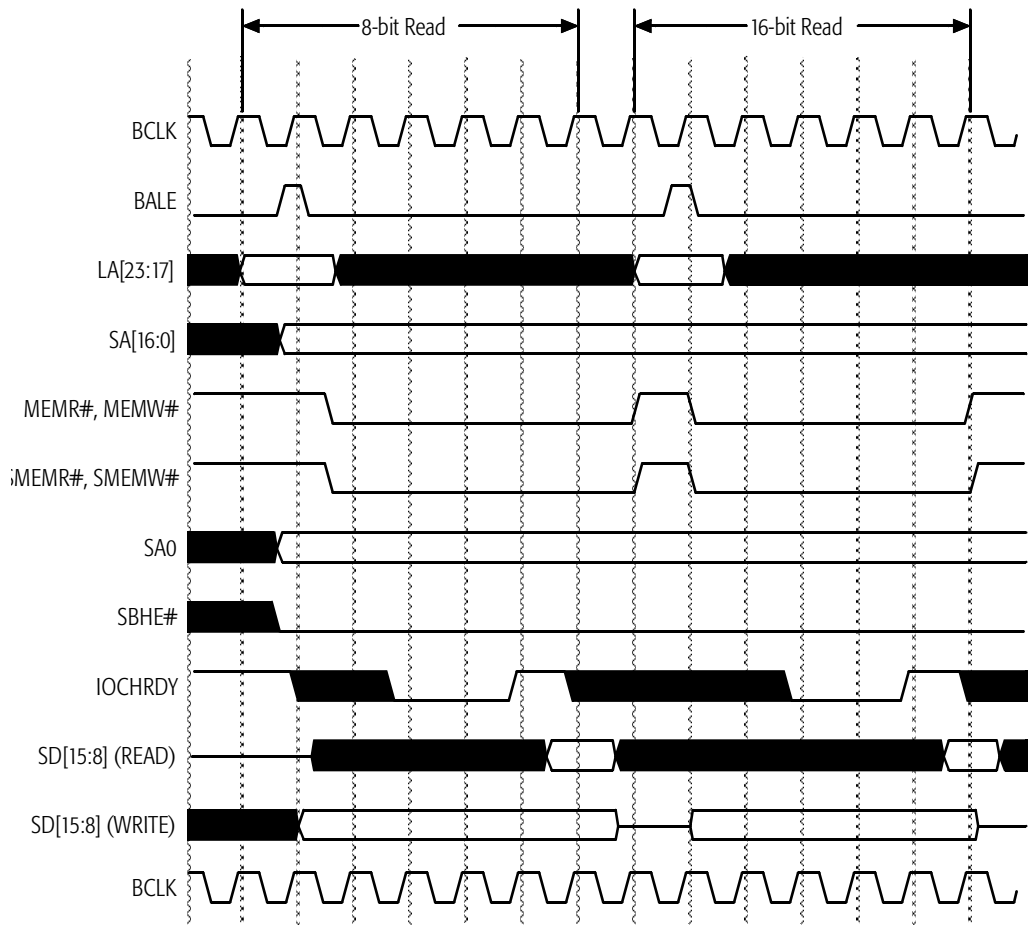 8-bit Read 16-bit Read
BCLK
BALE
LA[23:17]
SA[16:0]
MEMR#, MEMW#
MEMR#, SMEMW#
SA0
SBHE#
IOCHRDY
SD[15:8] (READ)
SD[15:8] (WRITE)
BCLK